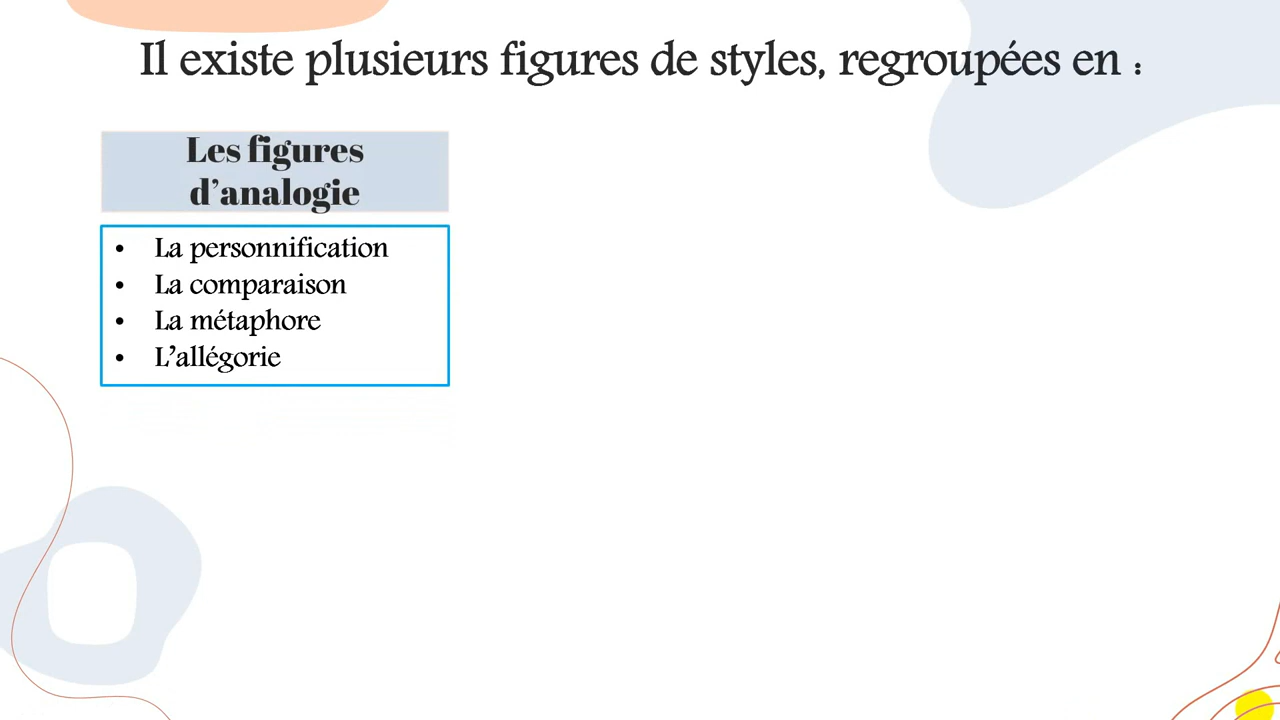 Il existe plusieurs figures de styles, regroupées en :
Les figures
d’analogie
• La personnification
• La comparaison
• La métaphore
• L’allégorie